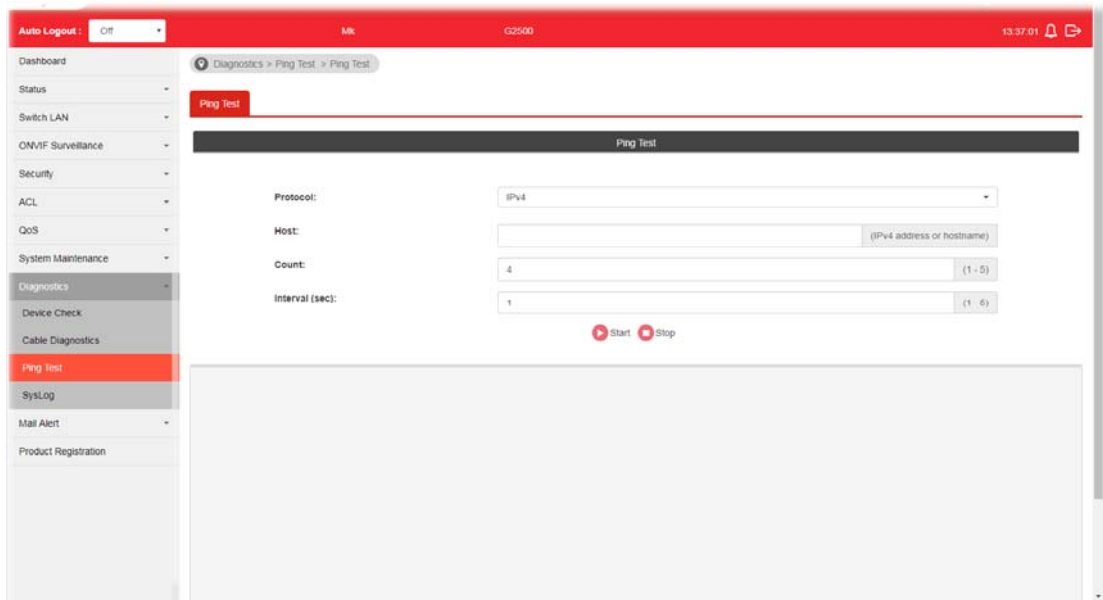 Auto Logout : Off Mk G2500 13:37:01
Dashboard
Status
Switch LAN
ONVIF Surveillance
Security
ACL
QoS
System Maintenance
Diagnostics
Device Check
Cable Diagnostics
Ping Test
SysLog
Mail Alert
Product Registration
Diagnostics > Ping Test > Ping Test
Ping Test
Ping Test
Protocol: IPv4
Host: (IPv4 address or hostname)
Count: 4 (1 - 5)
Interval (sec): 1 (1 - 6)
Start Stop